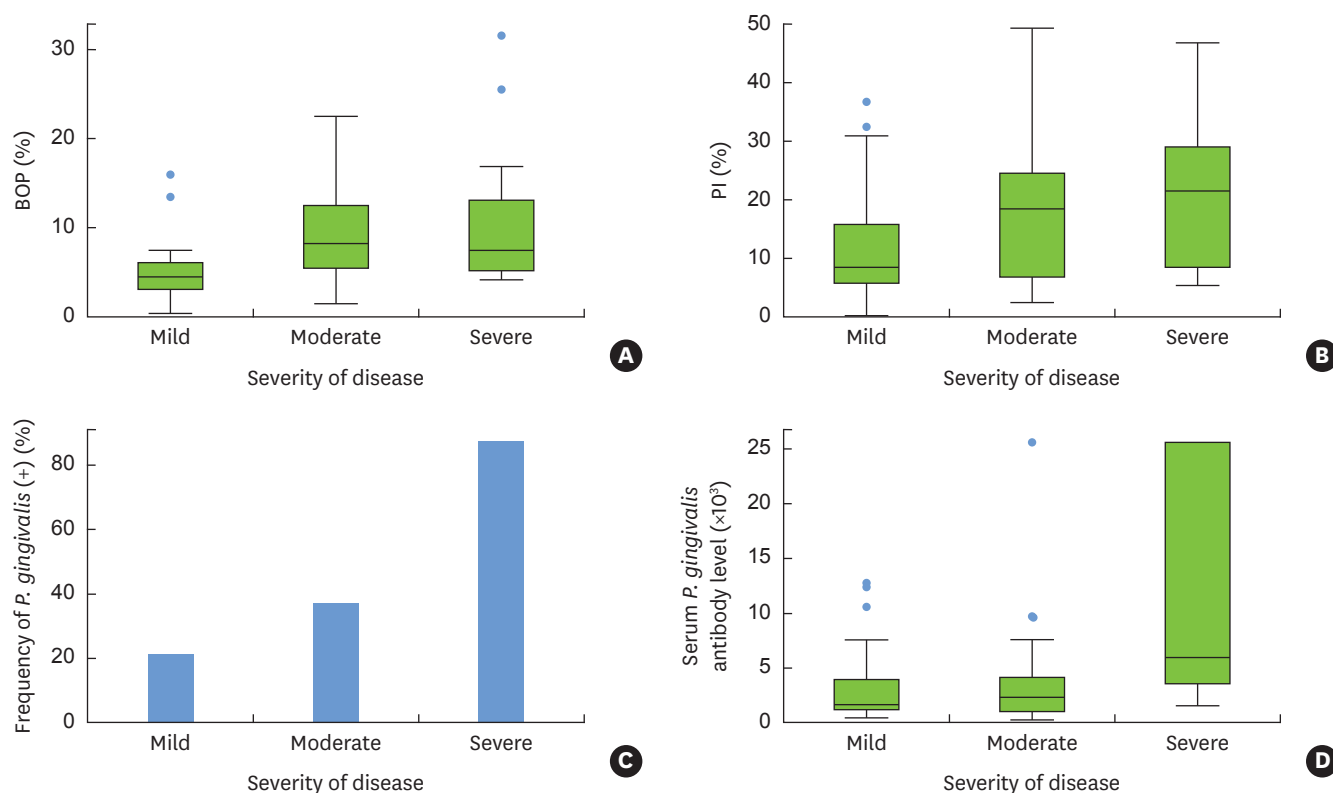 BOP (%)
30
20
10
0
Mild Moderate Severe
Severity of disease
A
PI (%)
50
40
30
20
10
0
Mild Moderate Severe
Severity of disease
B
Frequency of P. gingivalis (+) (%)
80
60
40
20
0
Mild Moderate Severe
Severity of disease
C
Serum P. gingivalis
antibody level (×10³)
25
20
15
10
5
0
Mild Moderate Severe
Severity of disease
D